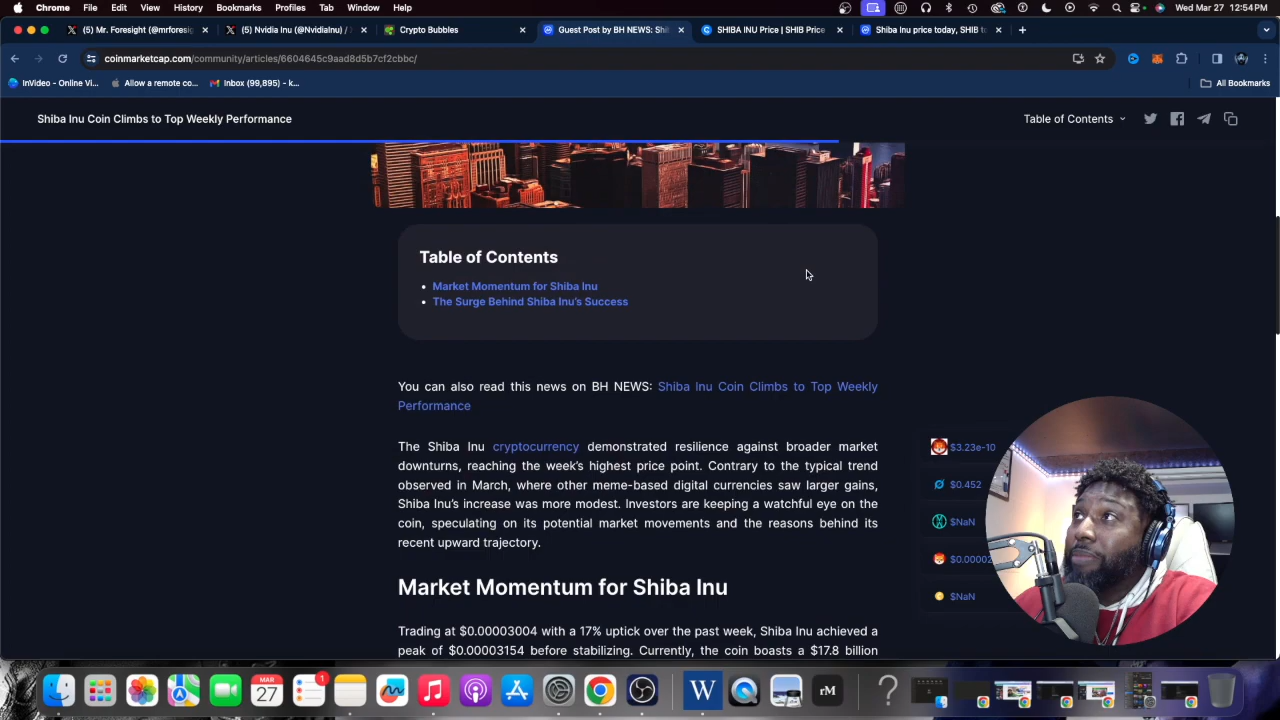 Chrome File Edit View History Bookmarks Profiles Tab Window Help Wed Mar 27 12:54 PM
(5) Mr. Foresight (@mrforesig
(5) Nvidia Inu (@NvidiaInu) /
Crypto Bubbles
Guest Post by BH NEWS: Shi
SHIBA INU Price | SHIB Price
Shiba Inu price today, SHIB to
coinmarketcap.com/community/articles/6604645c9aad8d5b7cf2cbbc/
InVideo - Online Vi...
Allow a remote co...
Inbox (99,895) - k...
All Bookmarks
Shiba Inu Coin Climbs to Top Weekly Performance
Table of Contents
Table of Contents
• Market Momentum for Shiba Inu
• The Surge Behind Shiba Inu's Success
You can also read this news on BH NEWS: Shiba Inu Coin Climbs to Top Weekly
Performance
The Shiba Inu cryptocurrency demonstrated resilience against broader market
downturns, reaching the week's highest price point. Contrary to the typical trend
observed in March, where other meme-based digital currencies saw larger gains,
Shiba Inu's increase was more modest. Investors are keeping a watchful eye on the
coin, speculating on its potential market movements and the reasons behind its
recent upward trajectory.
$3.23e-10
$0.452
$NaN
$0.00002
$NaN
Market Momentum for Shiba Inu
Trading at $0.00003004 with a 17% uptick over the past week, Shiba Inu achieved a
peak of $0.00003154 before stabilizing. Currently, the coin boasts a $17.8 billion
MAR
27
1
W
rM
?